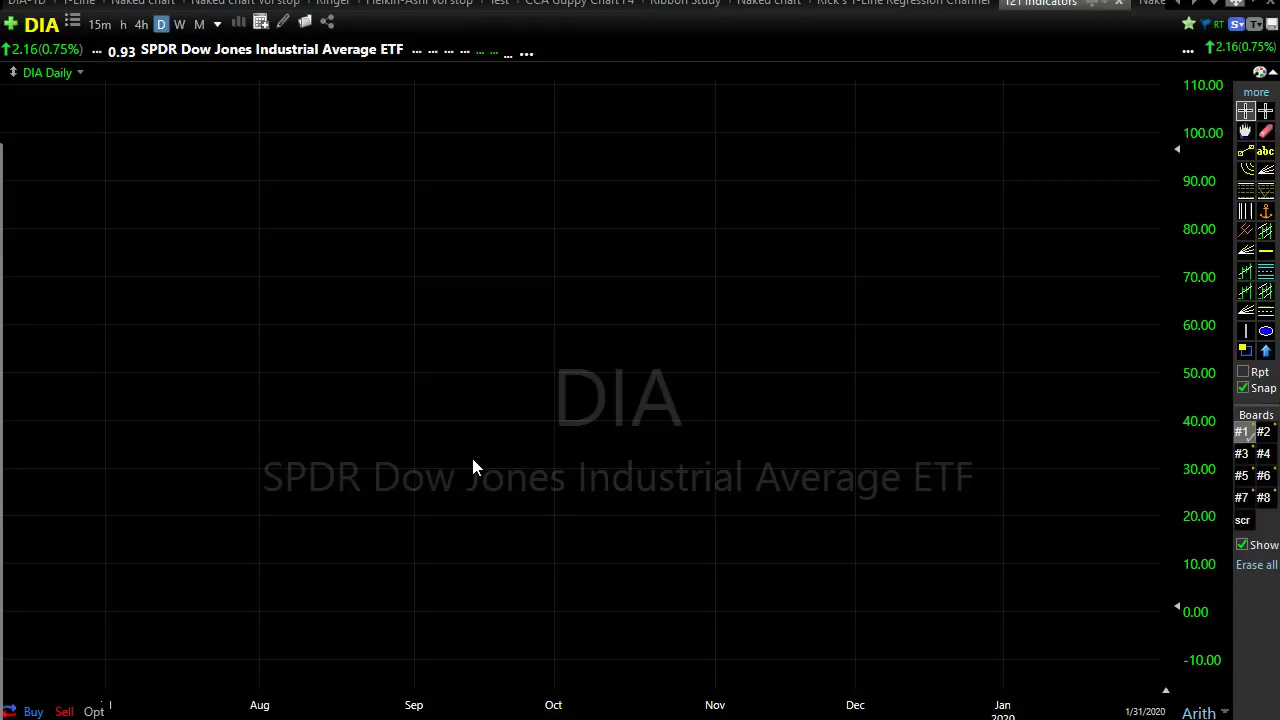 DIA-1D T-Line Naked chart Naked chart vol stop Ringer Heikin-Ashi vol stop Test CCA Guppy Chart F4 Ribbon Study Naked chart Rick's T-Line Regression Channel 121 Indicators Nake
DIA 15m h 4h D W M RT S T
2.16(0.75%) ... 0.93 SPDR Dow Jones Industrial Average ETF ... ... ... ... ... ... ... ... ... 2.16(0.75%)
DIA Daily
more
110.00
100.00
abc
90.00
80.00
70.00
60.00
50.00
Rpt
Snap
DIA
40.00
Boards
#1 #2
#3 #4
SPDR Dow Jones Industrial Average ETF
30.00
#5 #6
#7 #8
20.00
scr
Show
10.00
Erase all
0.00
-10.00
Buy Sell Opt Aug Sep Oct Nov Dec Jan 1/31/2020 Arith
2020